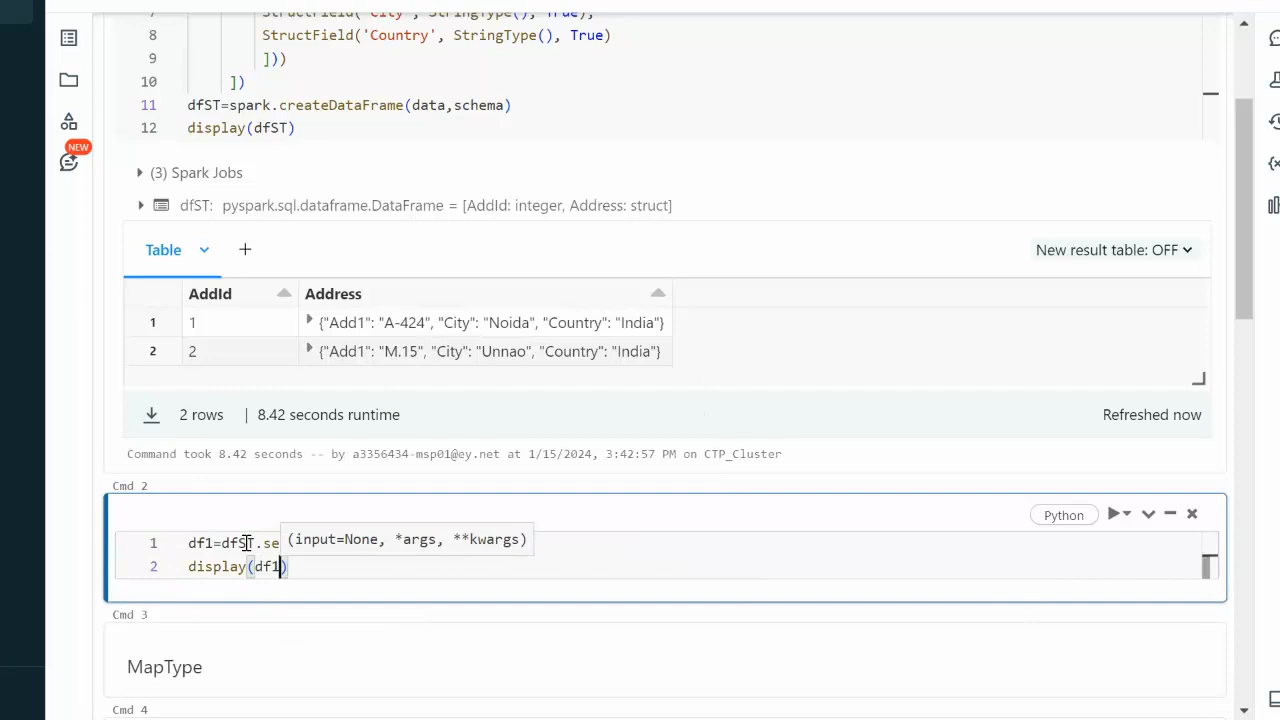 7 StructField('City', StringType(), True),
8 StructField('Country', StringType(), True)
9 ]))
10 ])
11 dfST=spark.createDataFrame(data,schema)
12 display(dfST)
NEW
(3) Spark Jobs
dfST: pyspark.sql.dataframe.DataFrame = [AddId: integer, Address: struct]
Table
New result table: OFF
AddId Address
1 1 {"Add1": "A-424", "City": "Noida", "Country": "India"}
2 2 {"Add1": "M.15", "City": "Unnao", "Country": "India"}
2 rows | 8.42 seconds runtime Refreshed now
Command took 8.42 seconds -- by a3356434-msp01@ey.net at 1/15/2024, 3:42:57 PM on CTP_Cluster
Cmd 2
Python
(input=None, *args, **kwargs)
1 df1=dfST.se
2 display(df1)
Cmd 3
MapType
Cmd 4